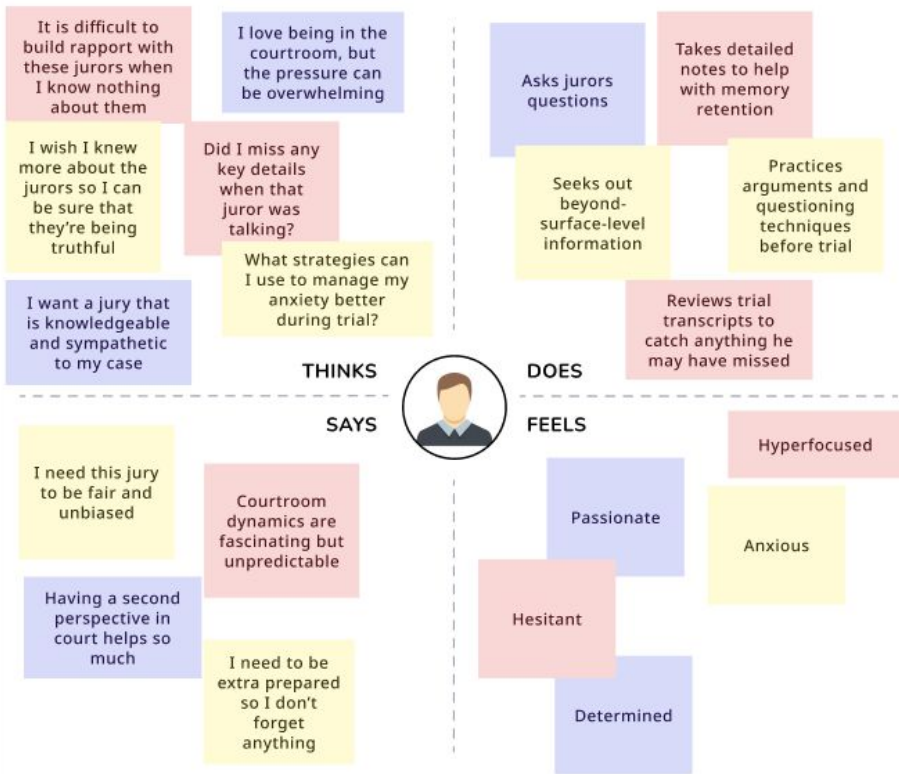 It is difficult to
build rapport with
these jurors when
I know nothing
about them
I love being in the
courtroom, but
the pressure can
be overwhelming
I wish I knew
more about the
jurors so I can
be sure that
they're being
truthful
Did I miss any
key details
when that
juror was
talking?
What strategies can
I use to manage my
anxiety better
during trial?
I want a jury that
is knowledgeable
and sympathetic
to my case
THINKS
Asks jurors
questions
Takes detailed
notes to help
with memory
retention
Seeks out
beyond-
surface-level
information
Practices
arguments and
questioning
techniques
before trial
Reviews trial
transcripts to
catch anything he
may have missed
DOES
SAYS
I need this jury
to be fair and
unbiased
Courtroom
dynamics are
fascinating but
unpredictable
Having a second
perspective in
court helps so
much
I need to be
extra prepared
so I don't
forget
anything
FEELS
Hyperfocused
Passionate
Anxious
Hesitant
Determined